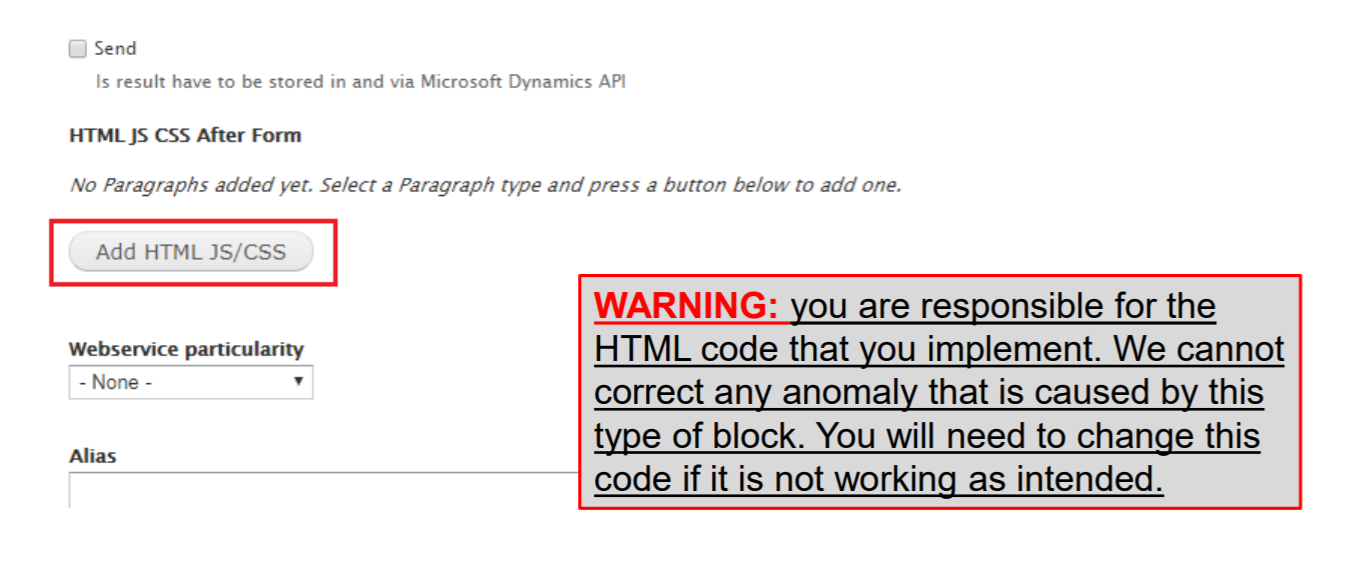 Send
Is result have to be stored in and via Microsoft Dynamics API
HTML JS CSS After Form
No Paragraphs added yet. Select a Paragraph type and press a button below to add one.
Add HTML JS/CSS
WARNING: you are responsible for the
HTML code that you implement. We cannot
correct any anomaly that is caused by this
type of block. You will need to change this
code if it is not working as intended.
Webservice particularity
- None -
Alias